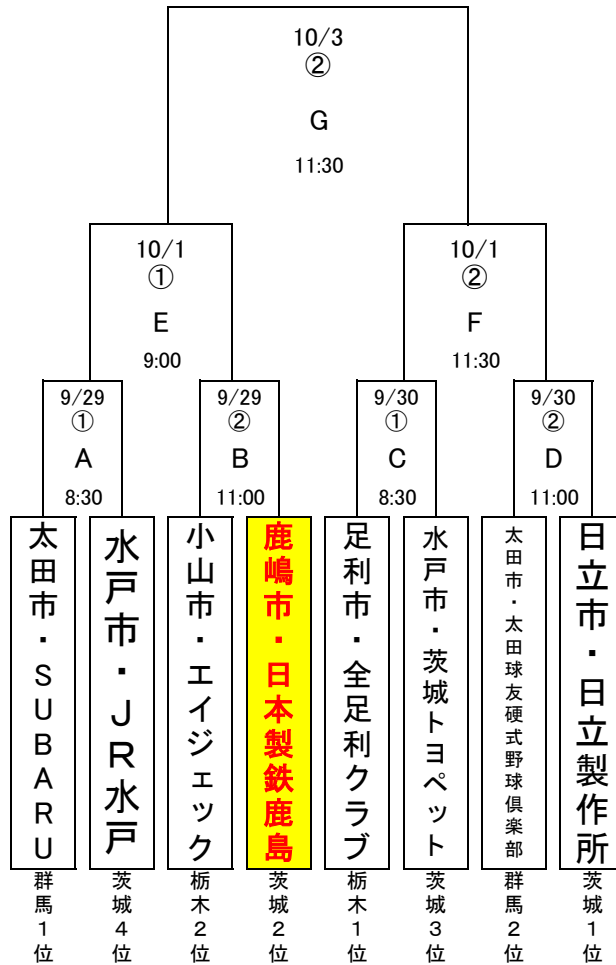 10/3
②
G
11:30
10/1
①
E
9:00
10/1
②
F
11:30
9/29
①
A
8:30
9/29
②
B
11:00
9/30
①
C
8:30
9/30
②
D
11:00
太田市・SUBARU
水戸市・JR水戸
小山市・エイジェック
鹿嶋市・日本製鉄鹿島
足利市・全足利クラブ
水戸市・茨城トヨペット
太田市・太田球友硬式野球倶楽部
日立市・日立製作所
群馬1位
茨城4位
栃木2位
茨城2位
栃木1位
茨城3位
群馬2位
茨城1位